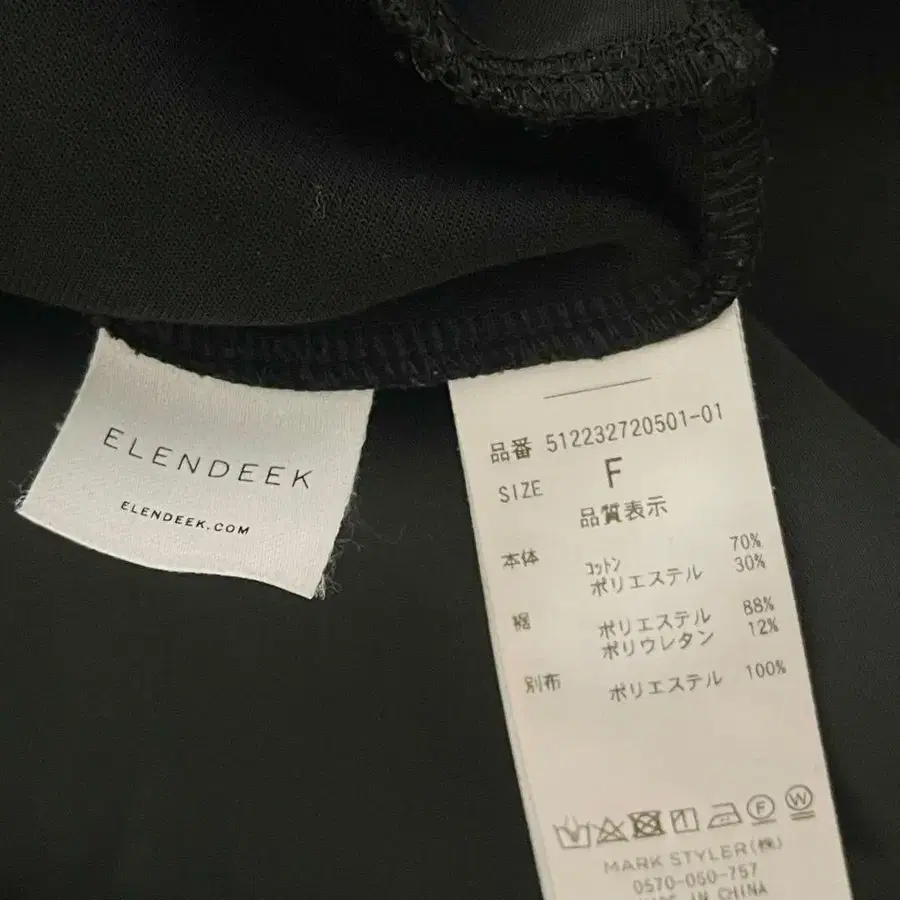 ELENDEEK
ELENDEEK.COM
品番 512232720501-01
SIZE F
品質表示
本体 コットン 70%
ポリエステル 30%
裾 ポリエステル 88%
ポリウレタン 12%
別布 ポリエステル 100%
F W
MARK STYLER(株)
0570-050-757
MADE IN CHINA